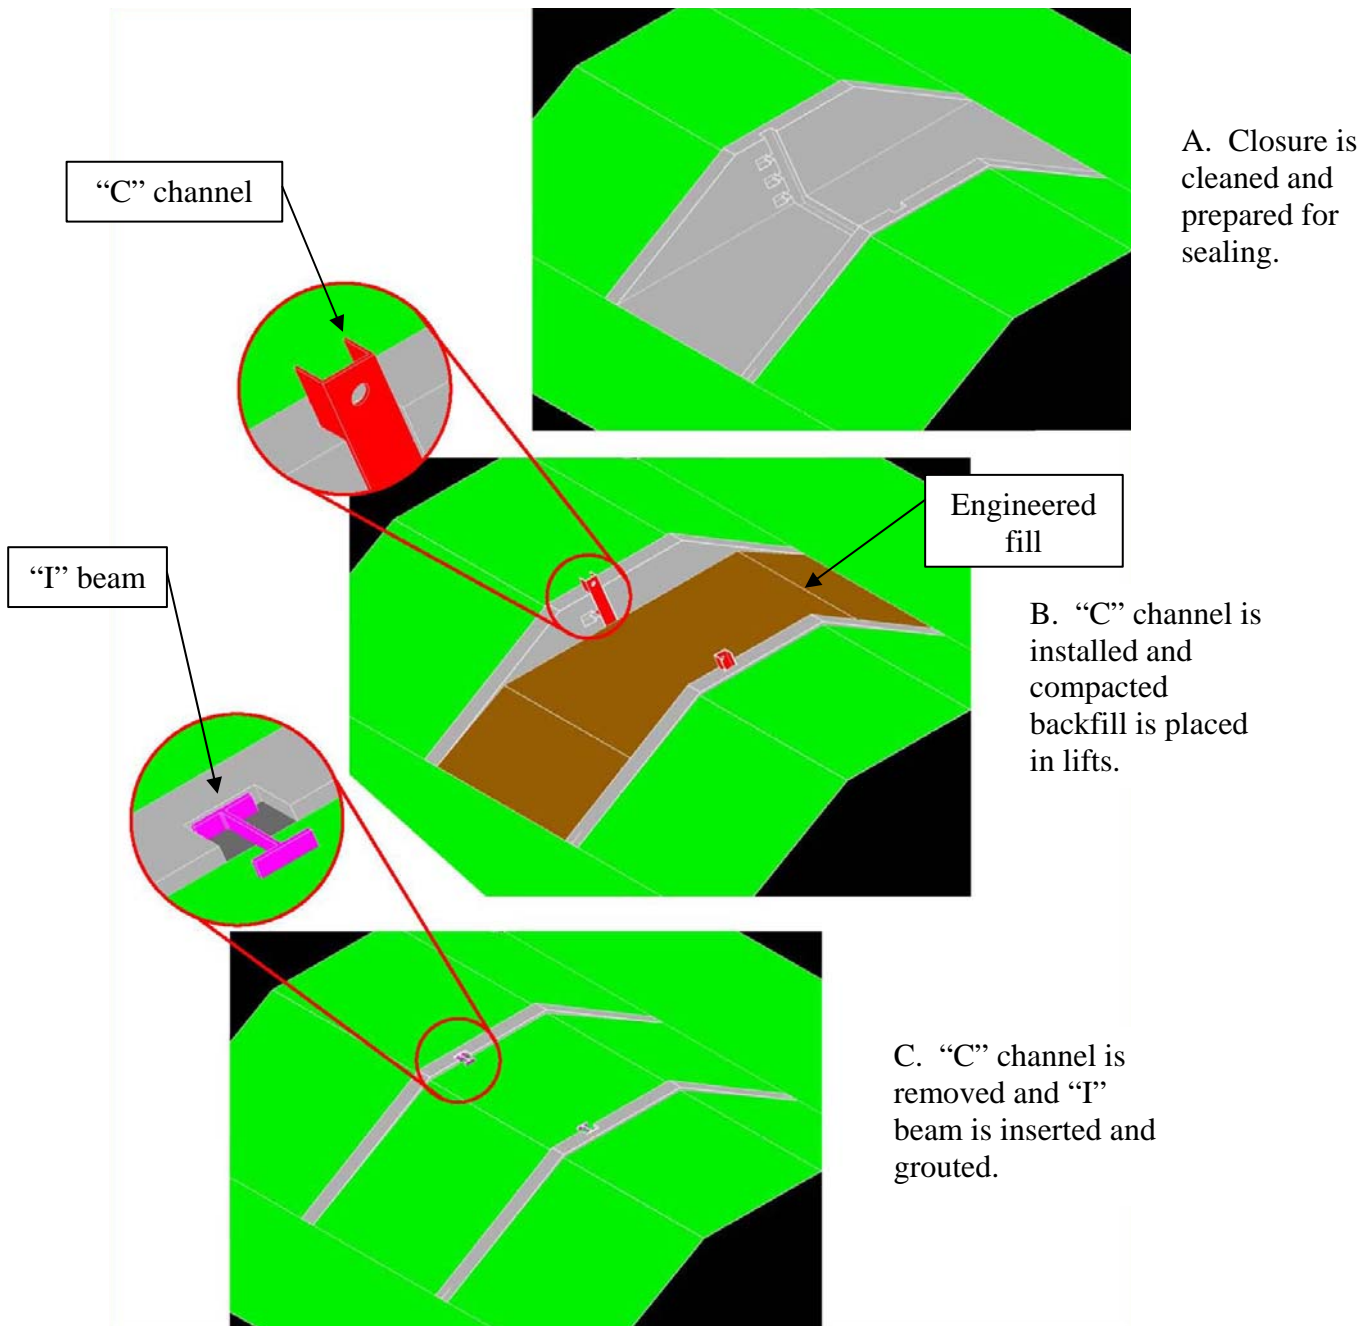 A. Closure is
cleaned and
prepared for
sealing.
“C” channel
Engineered
fill
“I” beam
B. “C” channel is
installed and
compacted
backfill is placed
in lifts.
C. “C” channel is
removed and “I”
beam is inserted and
grouted.